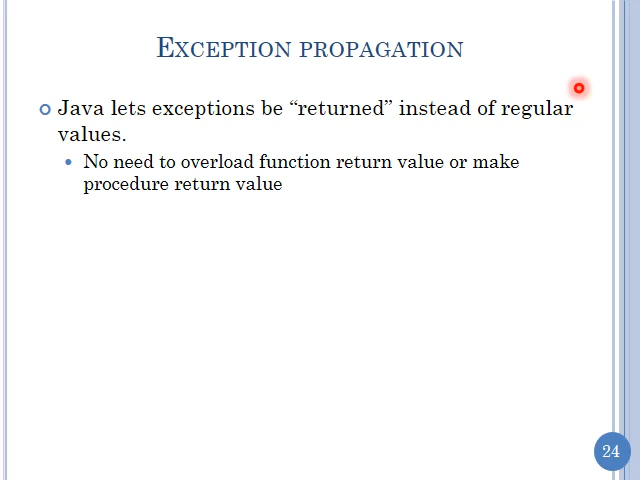 EXCEPTION PROPAGATION
Java lets exceptions be “returned” instead of regular
values.
No need to overload function return value or make
procedure return value
24